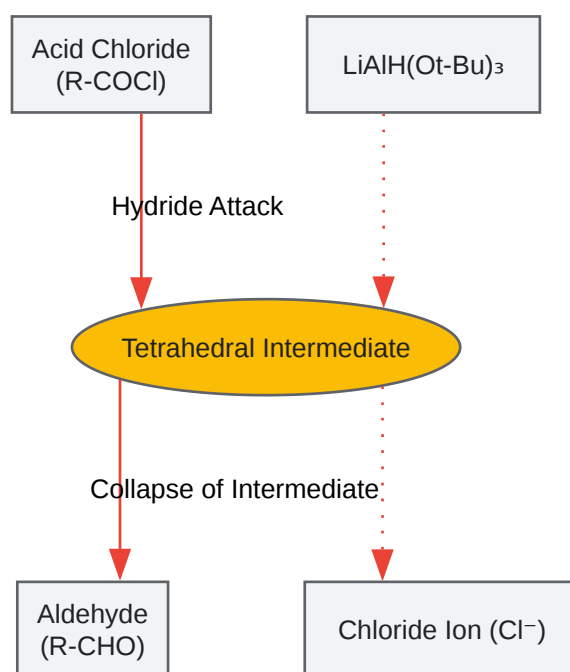 Acid Chloride
(R-COCl)
LiAlH(Ot-Bu)₃
Hydride Attack
Tetrahedral Intermediate
Collapse of Intermediate
Aldehyde
(R-CHO)
Chloride Ion (Cl⁻)